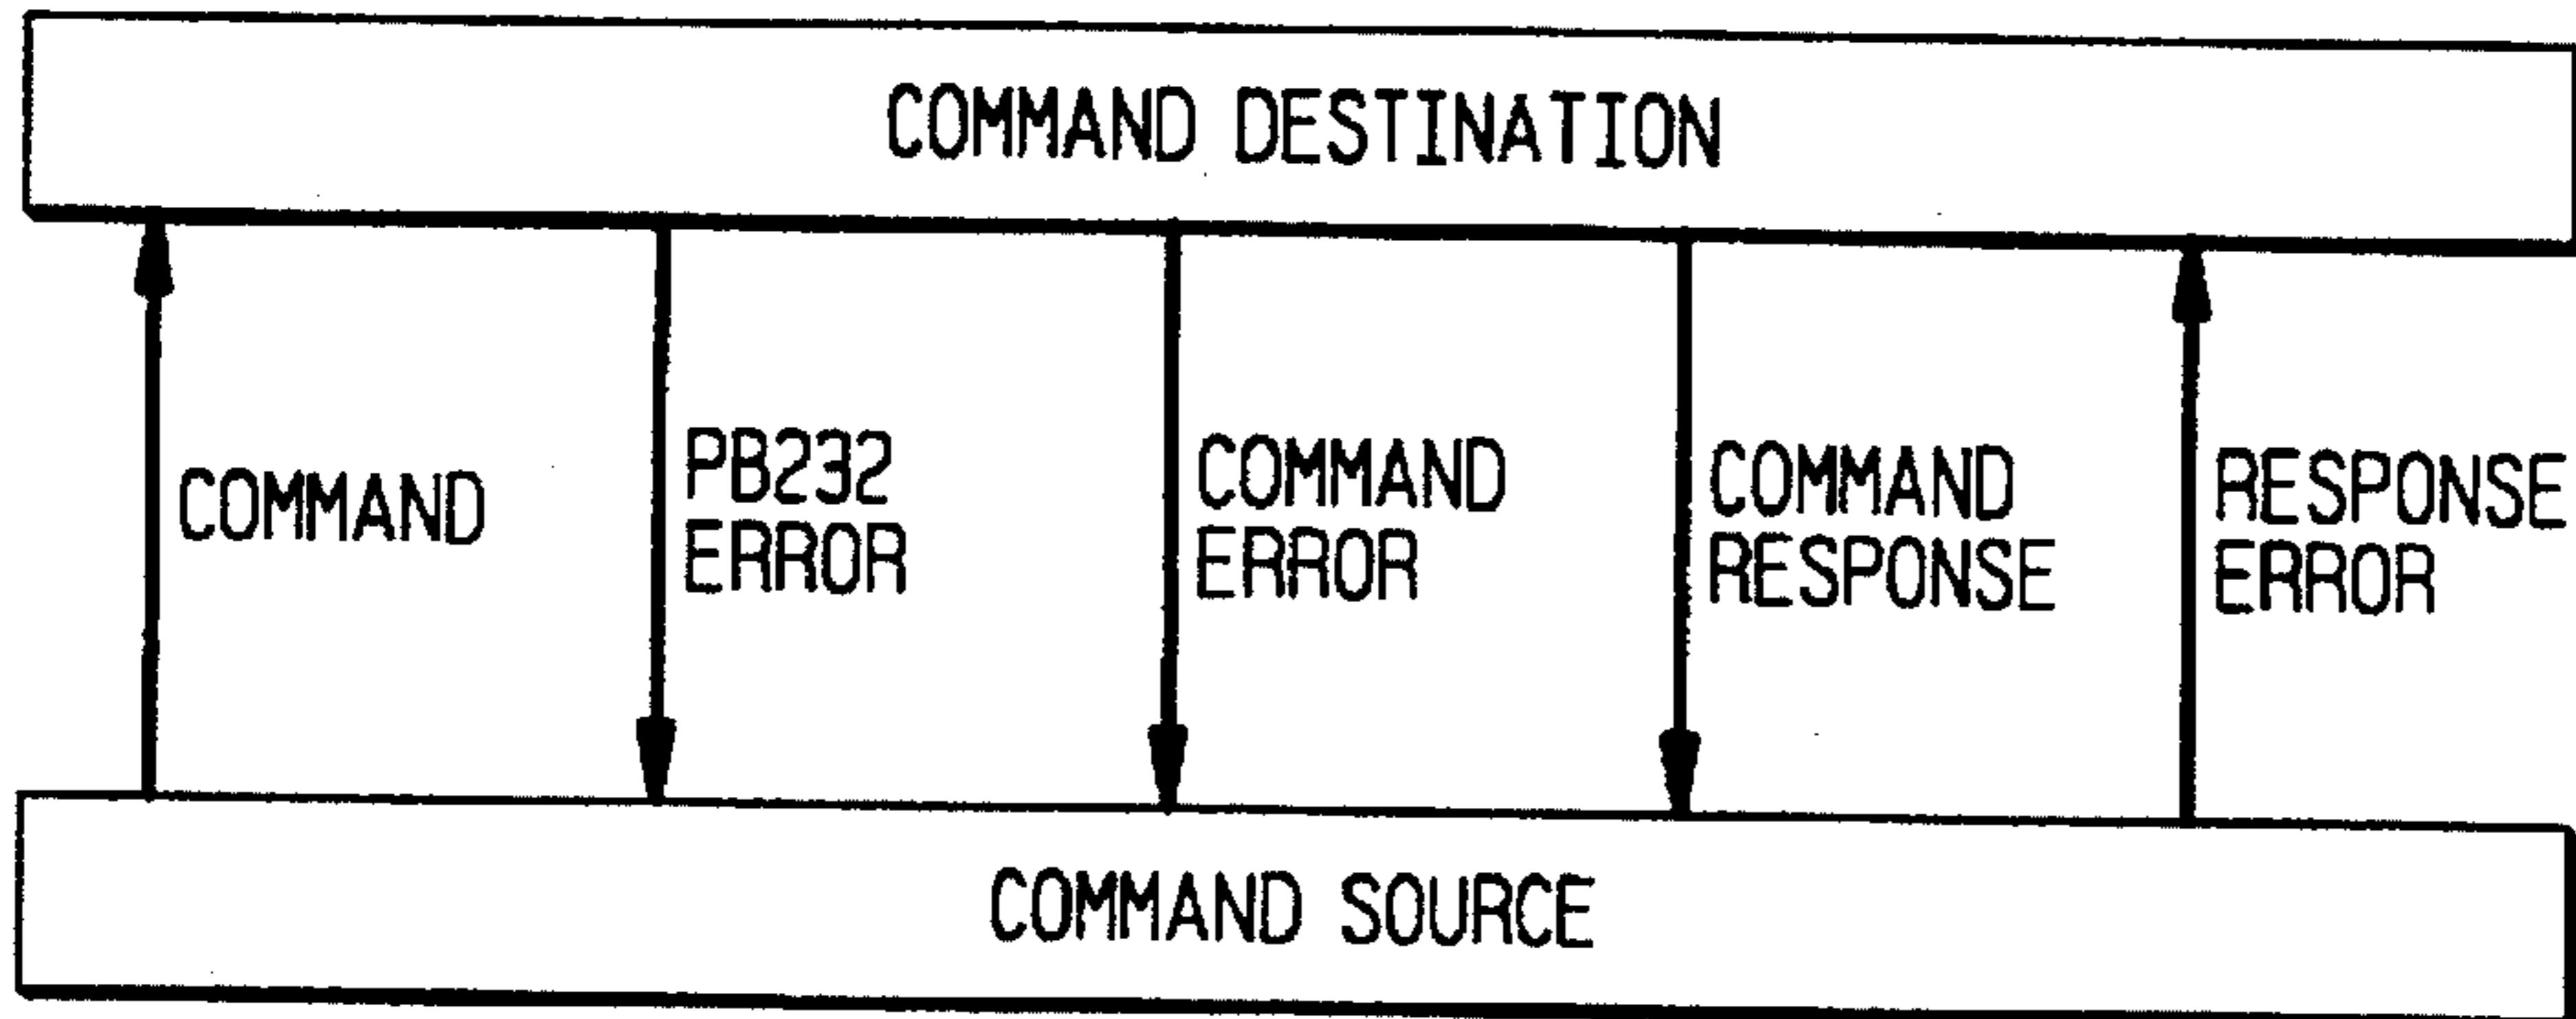 COMMAND DESTINATION
COMMAND
PB232
ERROR
COMMAND
ERROR
COMMAND
RESPONSE
RESPONSE
ERROR
COMMAND SOURCE